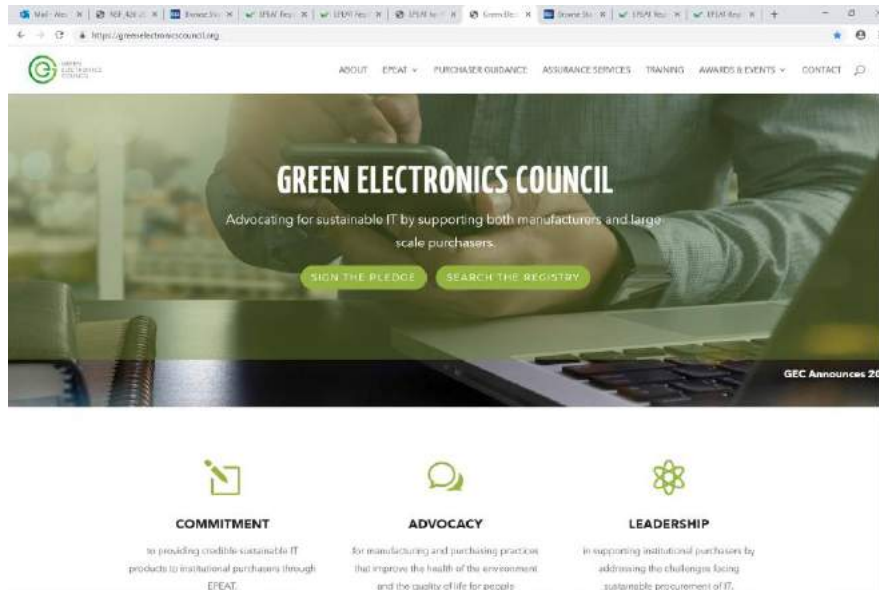 https://greenelectronicscouncil.org
GREEN
ELECTRONICS
COUNCIL
ABOUT EPEAT PURCHASER GUIDANCE ASSURANCE SERVICES TRAINING AWARDS & EVENTS CONTACT
GREEN ELECTRONICS COUNCIL
Advocating for sustainable IT by supporting both manufacturers and large
scale purchasers.
SIGN THE PLEDGE SEARCH THE REGISTRY
GEC Announces 20
COMMITMENT ADVOCACY LEADERSHIP
to providing credible sustainable IT for manufacturing and purchasing practices in supporting institutional purchasers by
products to institutional purchasers through that improve the health of the environment addressing the challenges facing
EPEAT. and the quality of life for people sustainable procurement of IT.